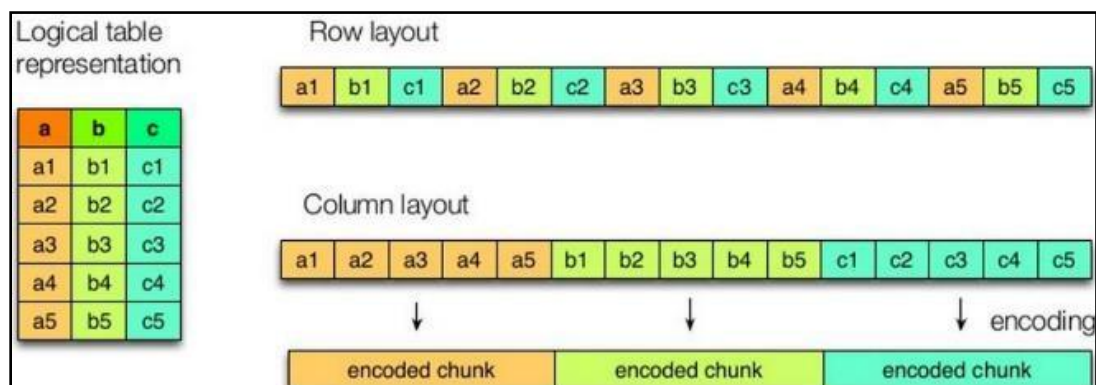 Logical table
representation
a b c
a1 b1 c1
a2 b2 c2
a3 b3 c3
a4 b4 c4
a5 b5 c5
Row layout
a1 b1 c1 a2 b2 c2 a3 b3 c3 a4 b4 c4 a5 b5 c5
Column layout
a1 a2 a3 a4 a5 b1 b2 b3 b4 b5 c1 c2 c3 c4 c5
encoding
encoded chunk encoded chunk encoded chunk